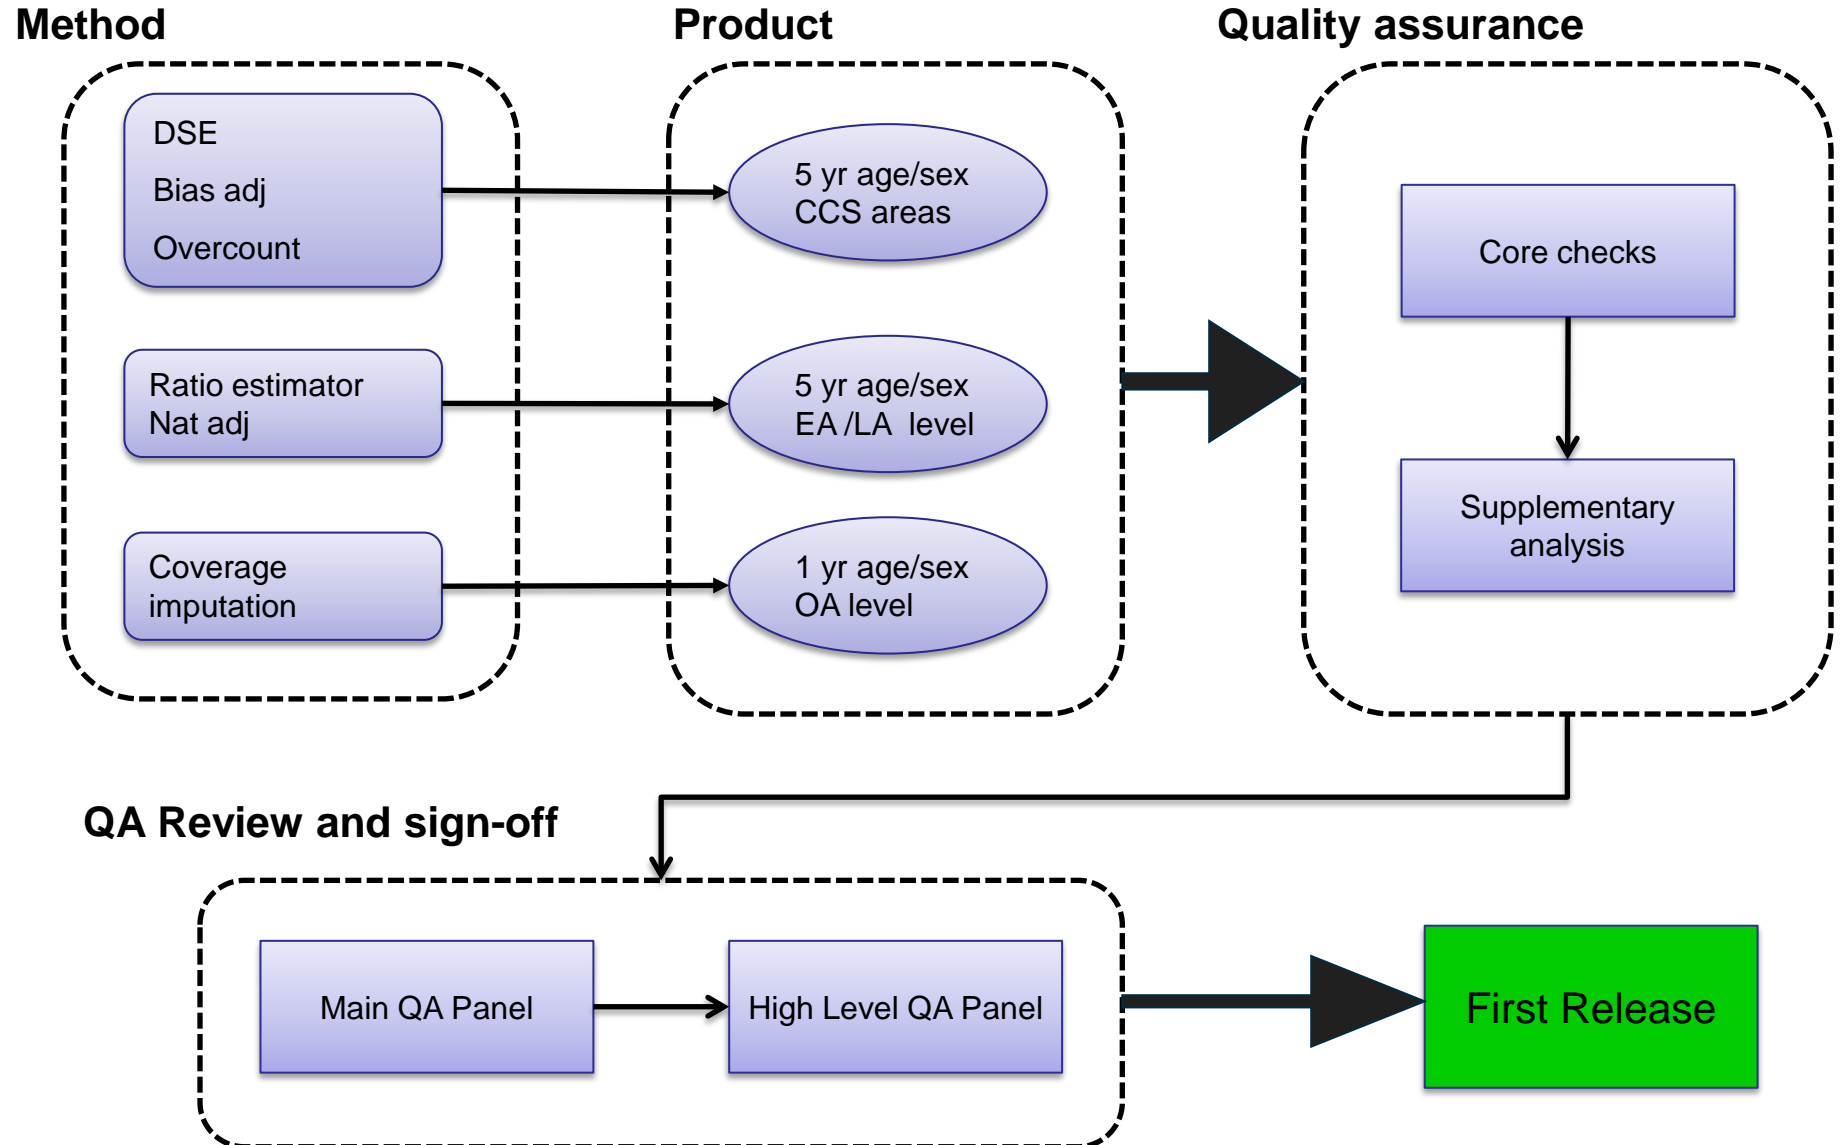 Method
Product
Quality assurance
DSE
Bias adj
Overcount
5 yr age/sex
CCS areas
Core checks
Ratio estimator
Nat adj
5 yr age/sex
EA /LA level
Supplementary
analysis
Coverage
imputation
1 yr age/sex
OA level
QA Review and sign-off
Main QA Panel
High Level QA Panel
First Release